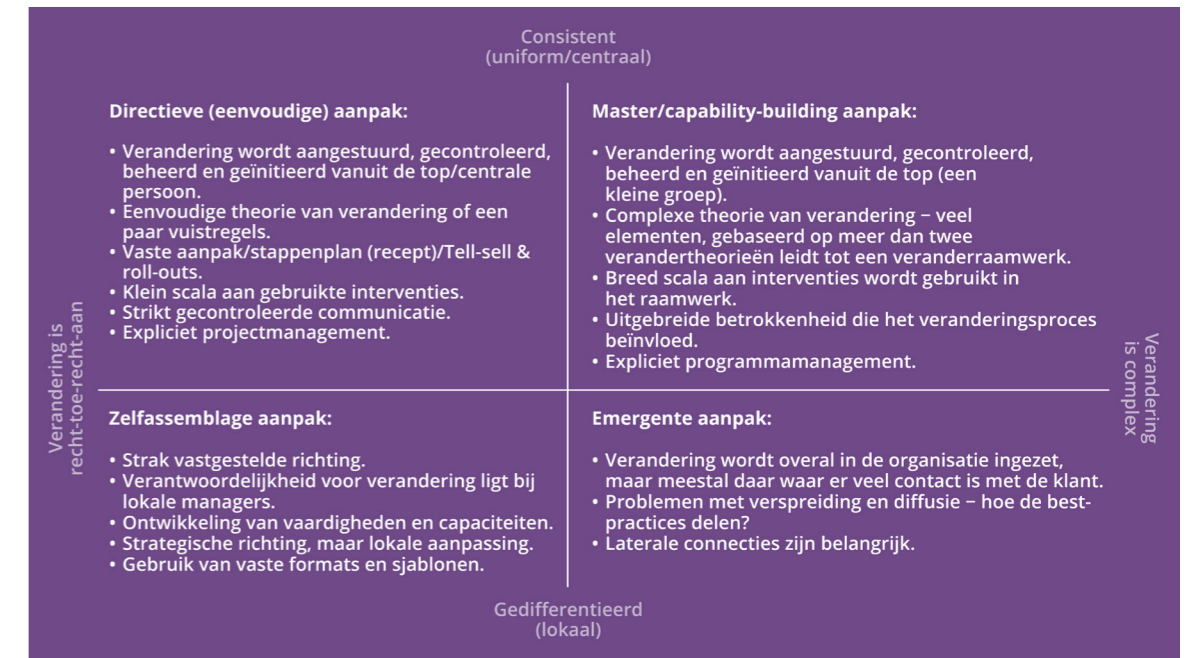 Consistent
(uniform/centraal)
Directieve (eenvoudige) aanpak:
• Verandering wordt aangestuurd, gecontroleerd,
beheerd en geïnitieerd vanuit de top/centrale
persoon.
• Eenvoudige theorie van verandering of een
paar vuistregels.
• Vaste aanpak/stappenplan (recept)/Tell-sell &
roll-outs.
• Klein scala aan gebruikte interventies.
• Strikt gecontroleerde communicatie.
• Expliciet projectmanagement.
Master/capability-building aanpak:
• Verandering wordt aangestuurd, gecontroleerd,
beheerd en geïnitieerd vanuit de top (een
kleine groep).
• Complexe theorie van verandering − veel
elementen, gebaseerd op meer dan twee
verandertheorieën leidt tot een veranderraamwerk.
• Breed scala aan interventies wordt gebruikt in
het raamwerk.
• Uitgebreide betrokkenheid die het veranderingsproces
beïnvloed.
• Expliciet programmamanagement.
Verandering is
recht-toe-recht-aan
Verandering
is complex
Zelfassemblage aanpak:
• Strak vastgestelde richting.
• Verantwoordelijkheid voor verandering ligt bij
lokale managers.
• Ontwikkeling van vaardigheden en capaciteiten.
• Strategische richting, maar lokale aanpassing.
• Gebruik van vaste formats en sjablonen.
Emergente aanpak:
• Verandering wordt overal in de organisatie ingezet,
maar meestal daar waar er veel contact is met de klant.
• Problemen met verspreiding en diffusie − hoe de best-
practices delen?
• Laterale connecties zijn belangrijk.
Gedifferentieerd
(lokaal)